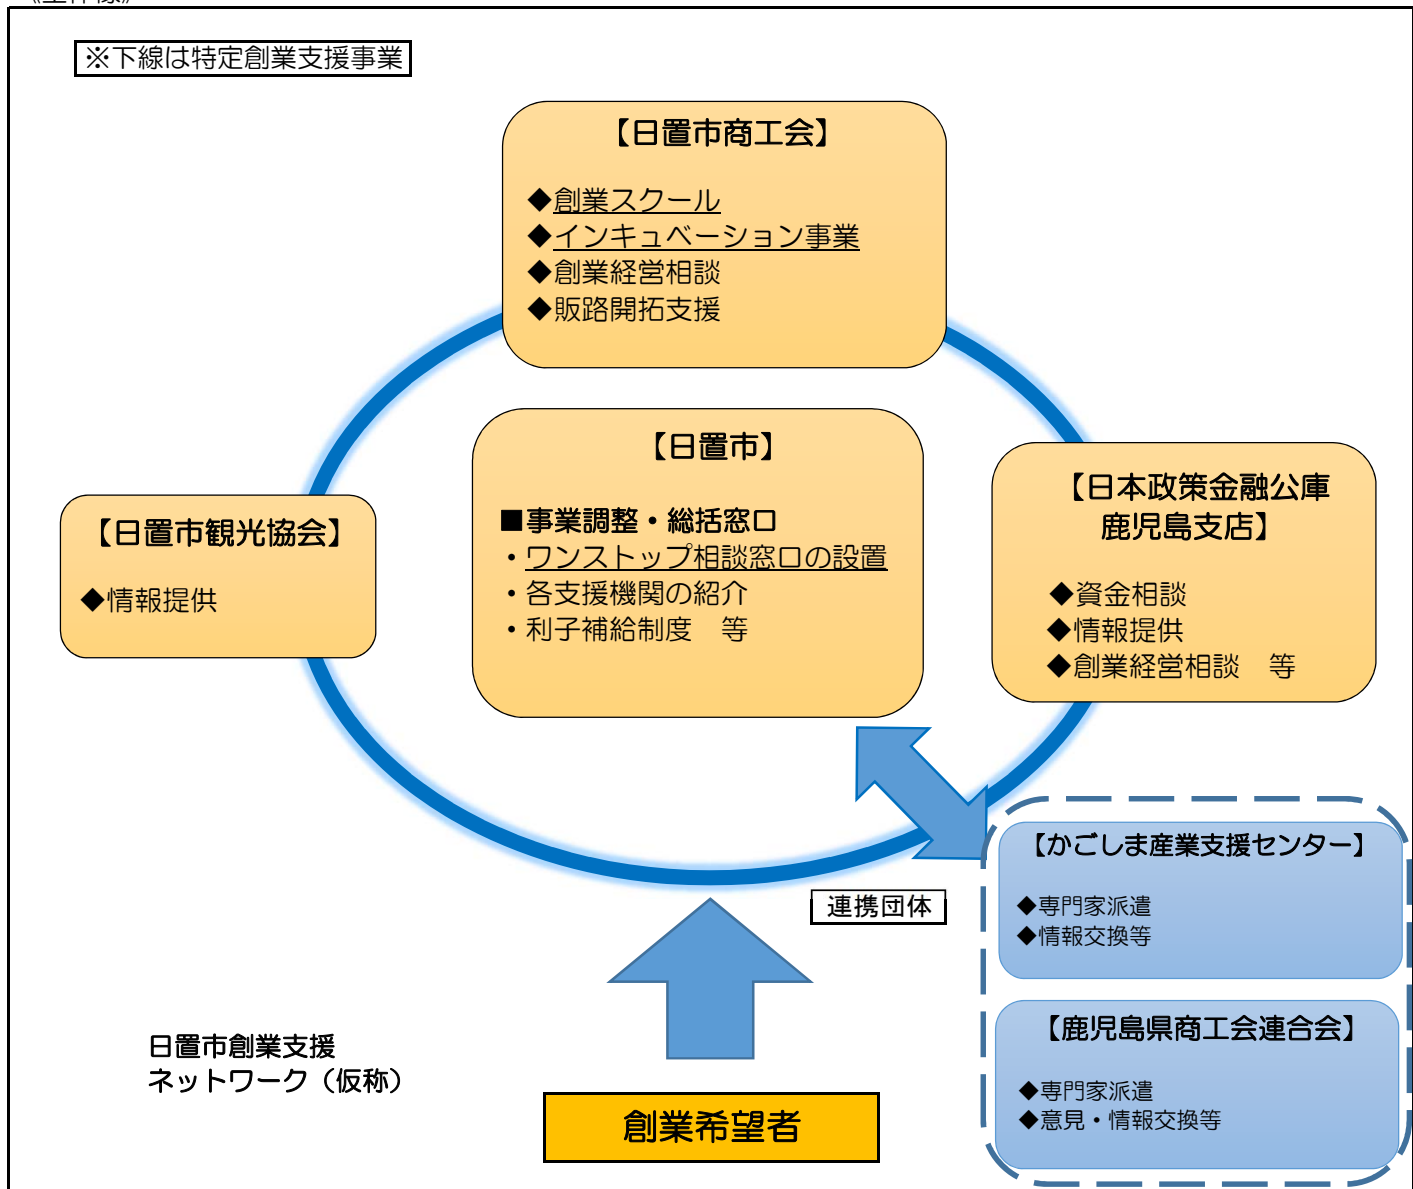 ※下線は特定創業支援事業
【日置市商工会】
◆創業スクール
◆インキュベーション事業
◆創業経営相談
◆販路開拓支援
【日置市】
■事業調整・総括窓口
・ワンストップ相談窓口の設置
・各支援機関の紹介
・利子補給制度　等
【日置市観光協会】
◆情報提供
【日本政策金融公庫
鹿児島支店】
◆資金相談
◆情報提供
◆創業経営相談　等
【かごしま産業支援センター】
◆専門家派遣
◆情報交換等
連携団体
【鹿児島県商工会連合会】
◆専門家派遣
◆意見・情報交換等
日置市創業支援
ネットワーク（仮称）
創業希望者